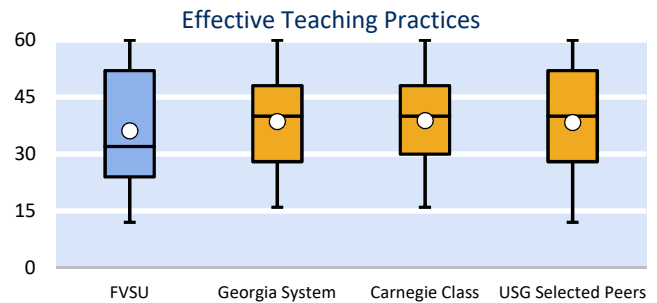 Effective Teaching Practices
60
45
30
15
0
FVSU Georgia System Carnegie Class USG Selected Peers